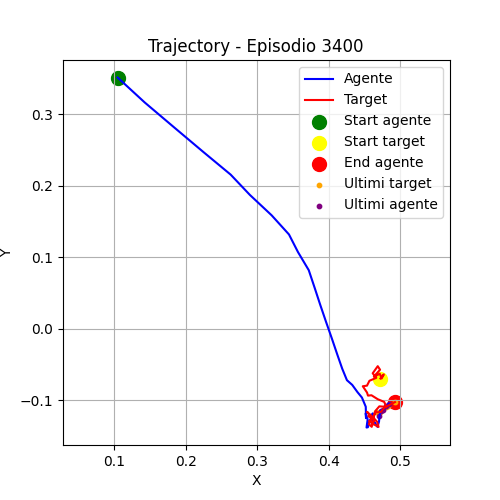 Trajectory - Episodio 3400
Agente
Target
Start agente
Start target
End agente
Ultimi target
Ultimi agente
Y
0.3
0.2
0.1
0.0
−0.1
0.1
0.2
0.3
0.4
0.5
X